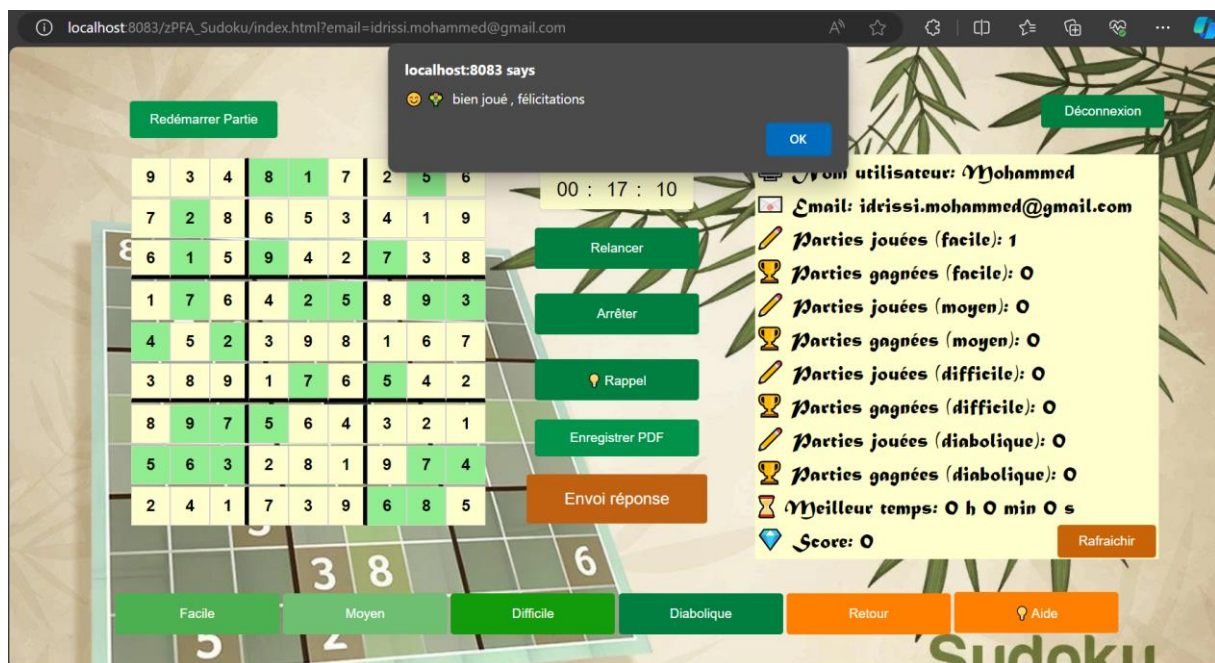 localhost:8083/zPFA_Sudoku/index.html?email=idrissi.mohammed@gmail.com
localhost:8083 says
😊 💐 bien joué , félicitations
OK
Redémarrer Partie
Déconnexion
9 3 4 8 1 7 2 5 6
7 2 8 6 5 3 4 1 9
6 1 5 9 4 2 7 3 8
1 7 6 4 2 5 8 9 3
4 5 2 3 9 8 1 6 7
3 8 9 1 7 6 5 4 2
8 9 7 5 6 4 3 2 1
5 6 3 2 8 1 9 7 4
2 4 1 7 3 9 6 8 5
00 : 17 : 10
Relancer
Arrêter
💡 Rappel
Enregistrer PDF
Envoi réponse
Nom utilisateur: Mohammed
Email: idrissi.mohammed@gmail.com
Parties jouées (facile): 1
Parties gagnées (facile): 0
Parties jouées (moyen): 0
Parties gagnées (moyen): 0
Parties jouées (difficile): 0
Parties gagnées (difficile): 0
Parties jouées (diabolique): 0
Parties gagnées (diabolique): 0
Meilleur temps: 0 h 0 min 0 s
Score: 0
Rafraichir
8
3 8
6
Facile
Moyen
Difficile
Diabolique
Retour
💡 Aide
5
2
Sudoku